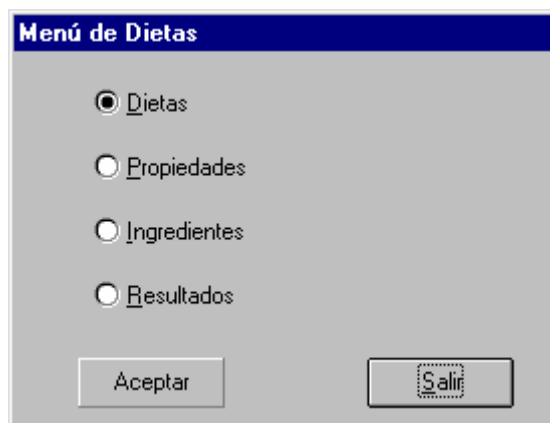 Menú de Dietas
Dietas
Propiedades
Ingredientes
Resultados
Aceptar
Salir